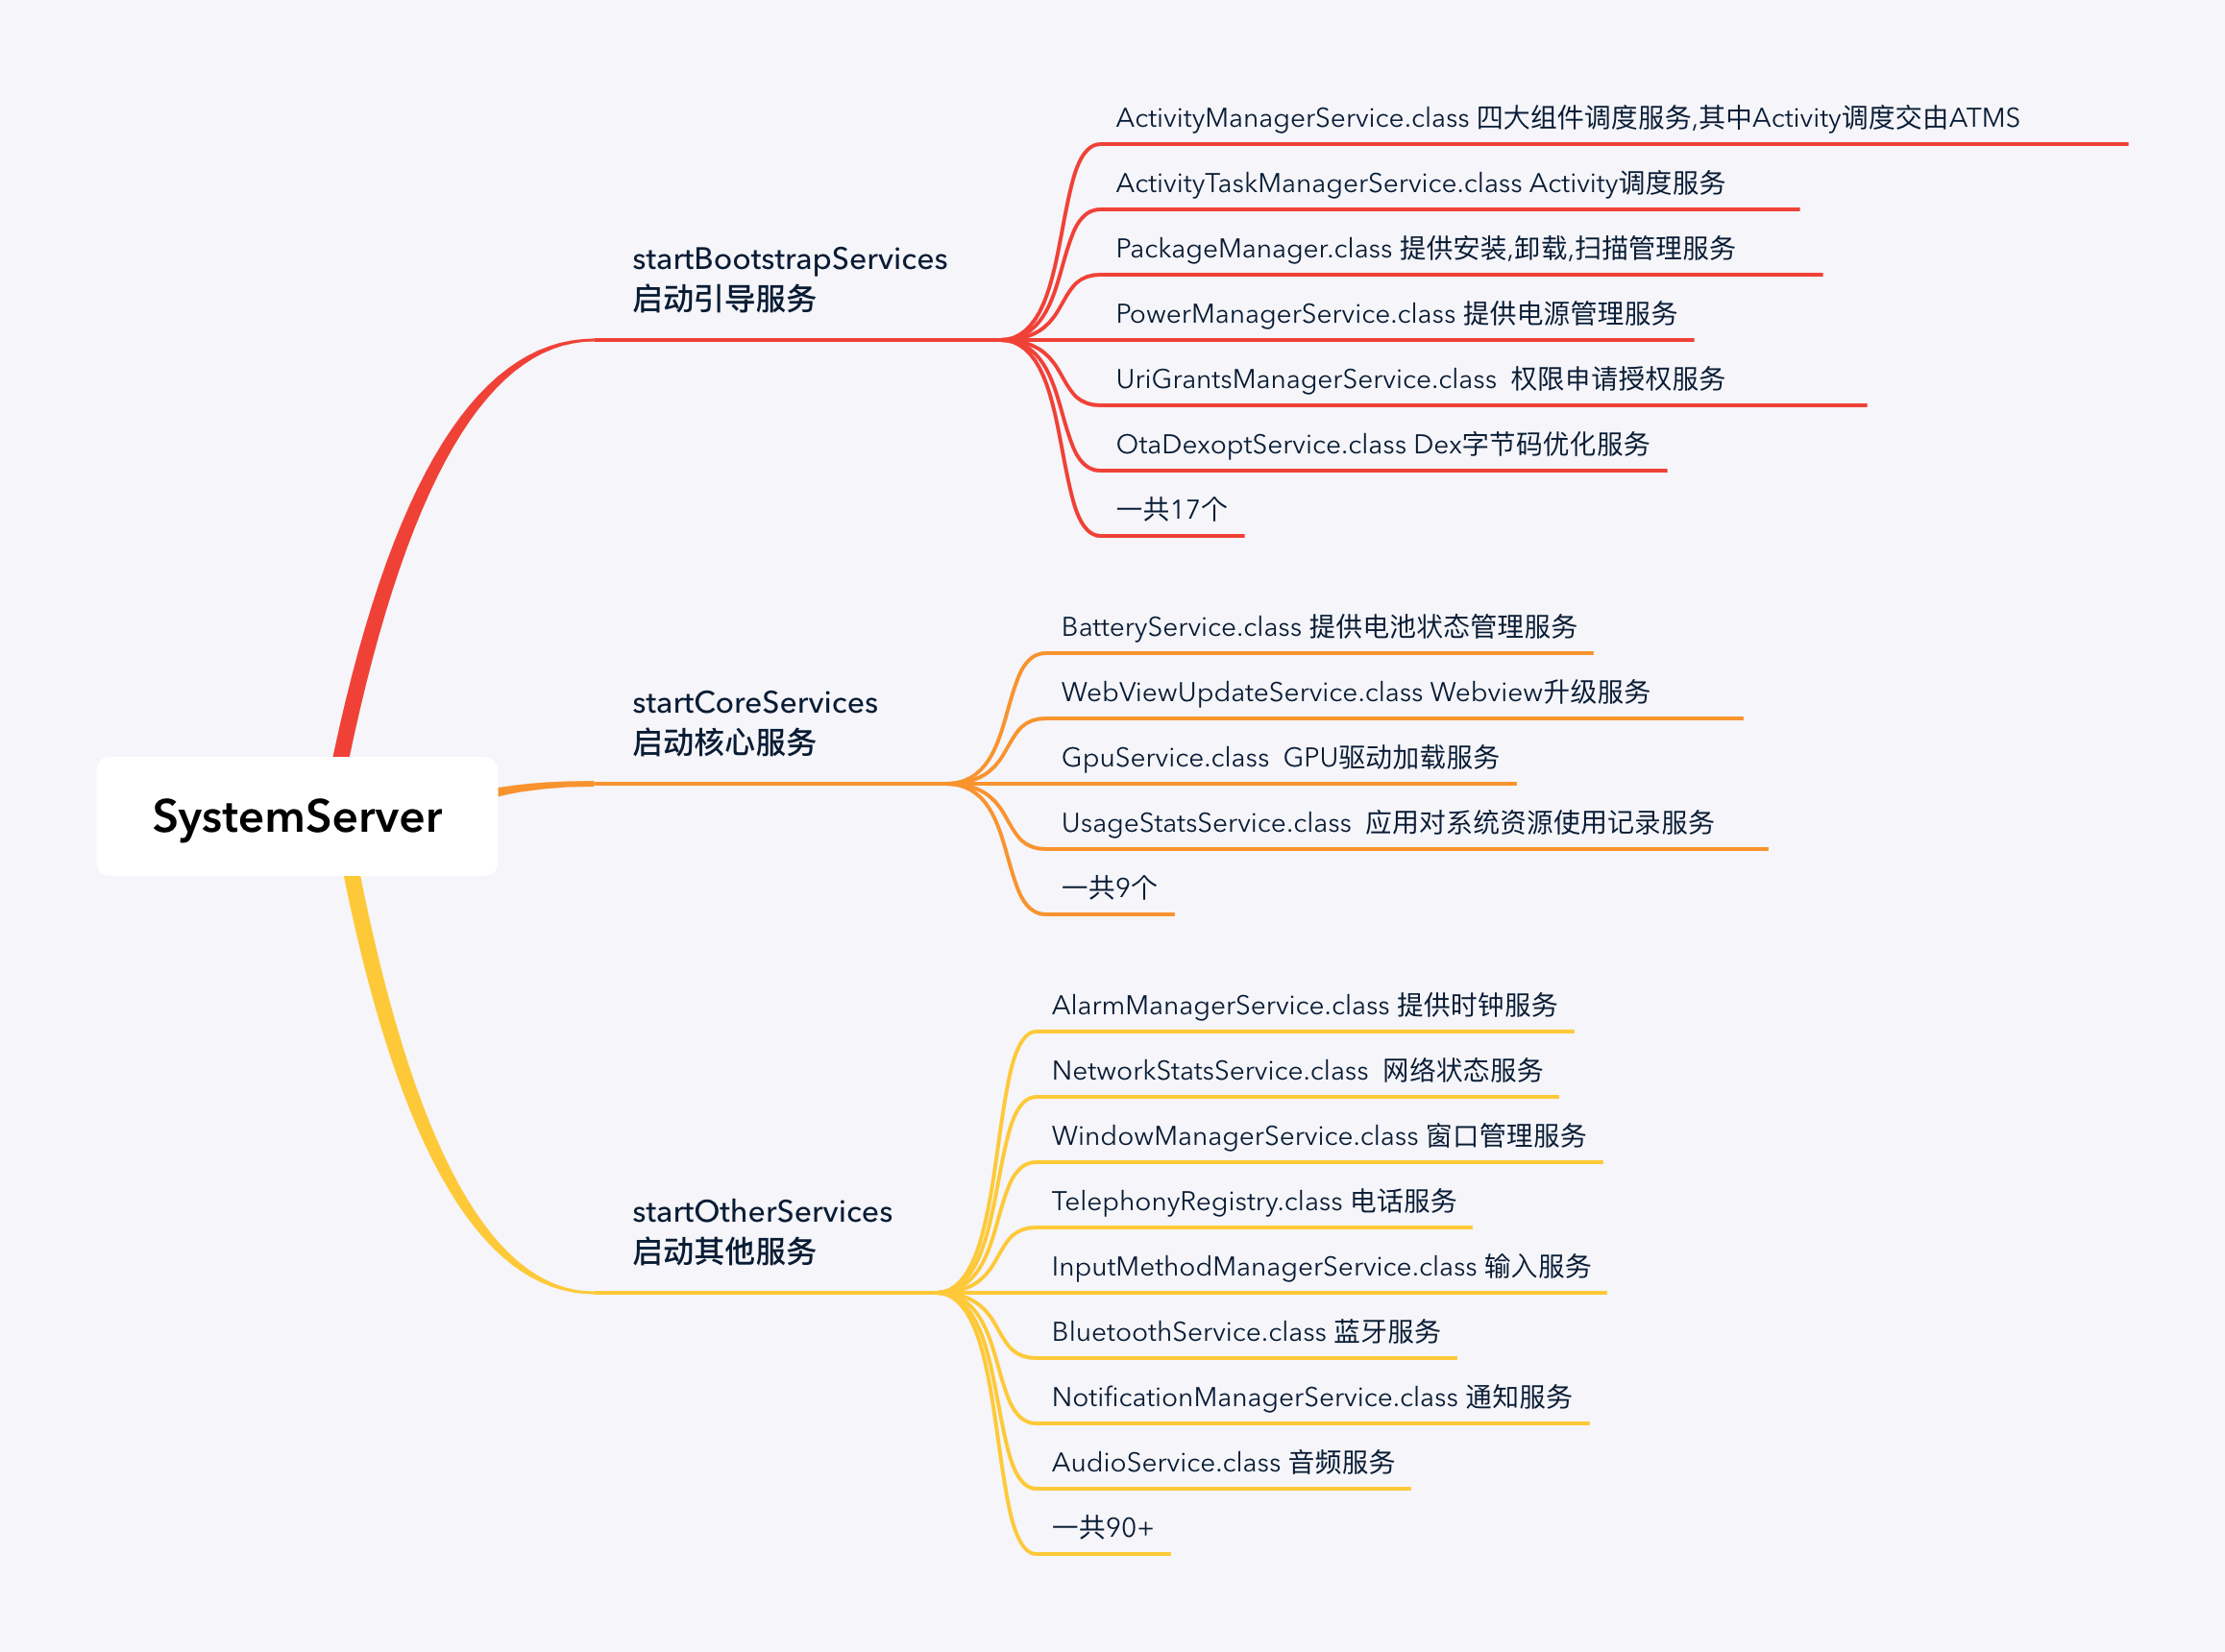 SystemServer
startBootstrapServices
启动引导服务
ActivityManagerService.class 四大组件调度服务,其中Activity调度交由ATMS
ActivityTaskManagerService.class Activity调度服务
PackageManager.class 提供安装,卸载,扫描管理服务
PowerManagerService.class 提供电源管理服务
UriGrantsManagerService.class  权限申请授权服务
OtaDexoptService.class Dex字节码优化服务
一共17个
startCoreServices
启动核心服务
BatteryService.class 提供电池状态管理服务
WebViewUpdateService.class Webview升级服务
GpuService.class  GPU驱动加载服务
UsageStatsService.class  应用对系统资源使用记录服务
一共9个
startOtherServices
启动其他服务
AlarmManagerService.class 提供时钟服务
NetworkStatsService.class  网络状态服务
WindowManagerService.class 窗口管理服务
TelephonyRegistry.class 电话服务
InputMethodManagerService.class 输入服务
BluetoothService.class 蓝牙服务
NotificationManagerService.class 通知服务
AudioService.class 音频服务
一共90+